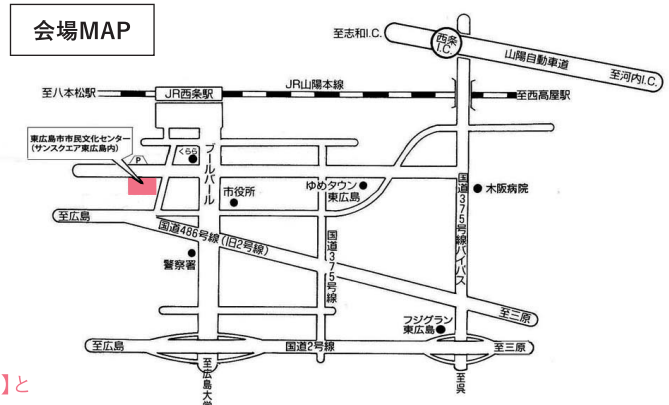 会場MAP
至志和I.C.
西条
I.C.
山陽自動車道
至河内I.C.
JR山陽本線
至八本松駅
JR西条駅
至西高屋駅
東広島市市民文化センター
(サンスクエア東広島内)
P
くらら
ブールバール
市役所
ゆめタウン
東広島
国道375号線バイパス
木阪病院
至広島
国道486号線(旧2号線)
国道375号線
警察署
至三原
フジグラン
東広島
至広島
国道2号線
至三原
至広島大学
至呉
】と